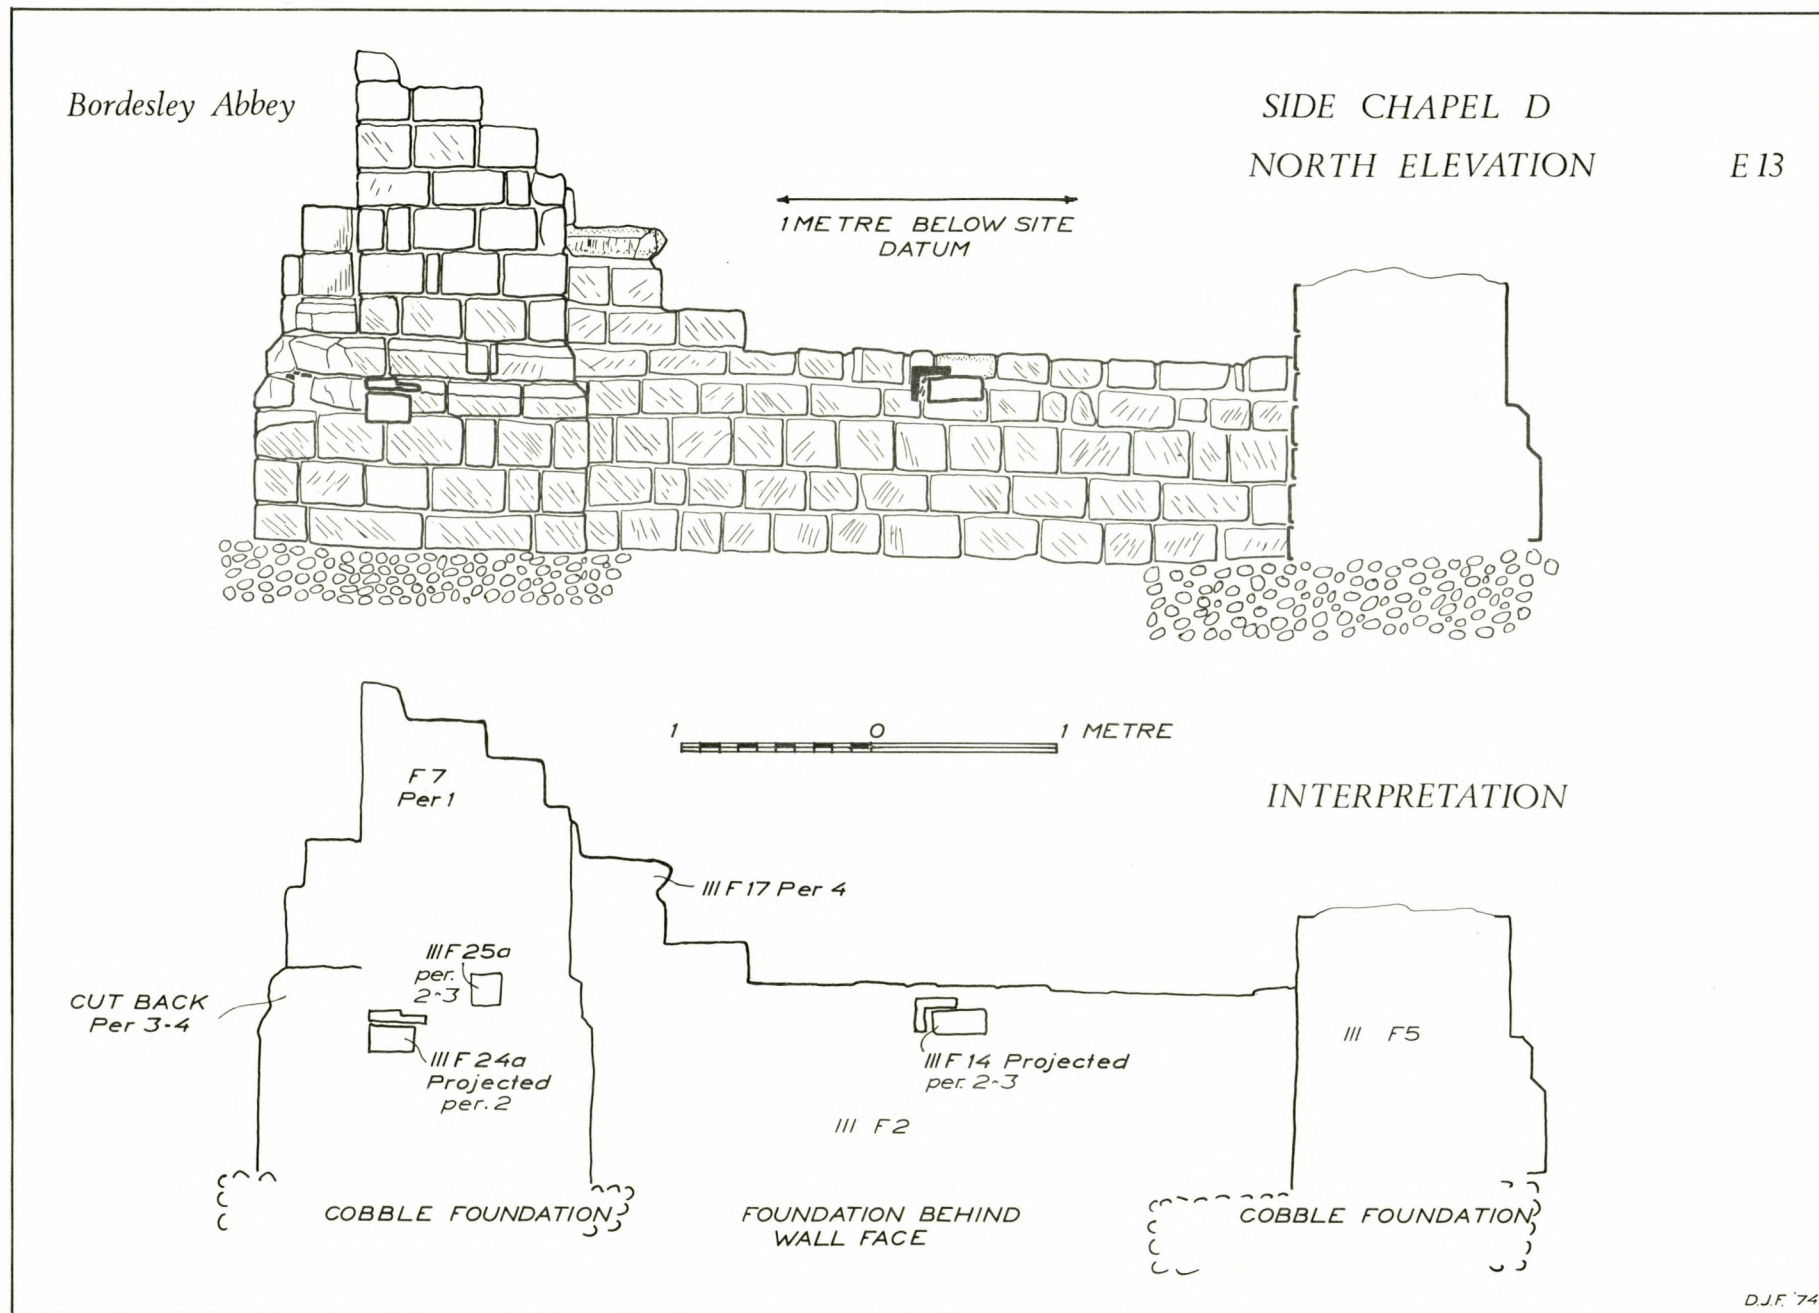 Bordesley Abbey
SIDE CHAPEL D
NORTH ELEVATION E 13
1 METRE BELOW SITE
DATUM
1 0 1 METRE
INTERPRETATION
F 7
Per 1
III F 17 Per 4
III F 25a
per.
2-3
CUT BACK
Per 3-4
III F 24a
Projected
per. 2
III F 14 Projected
per. 2-3
III F5
III F2
COBBLE FOUNDATION
FOUNDATION BEHIND
WALL FACE
COBBLE FOUNDATION
D.J.F. '74